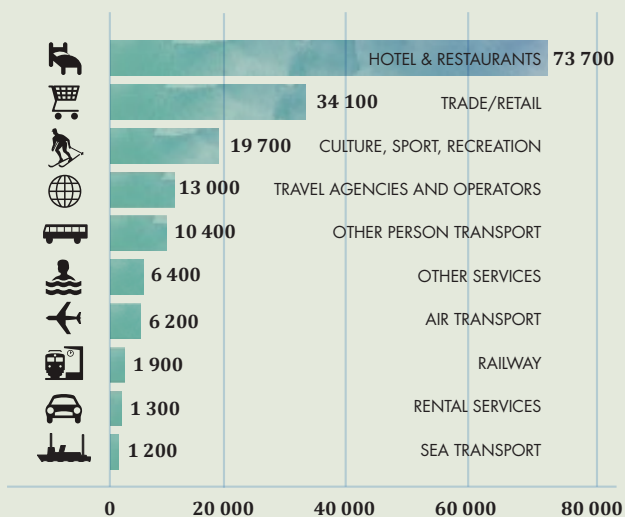 HOTEL & RESTAURANTS 73 700
34 100 TRADE/RETAIL
19 700 CULTURE, SPORT, RECREATION
13 000 TRAVEL AGENCIES AND OPERATORS
10 400 OTHER PERSON TRANSPORT
6 400 OTHER SERVICES
6 200 AIR TRANSPORT
1 900 RAILWAY
1 300 RENTAL SERVICES
1 200 SEA TRANSPORT
0 20 000 40 000 60 000 80 000